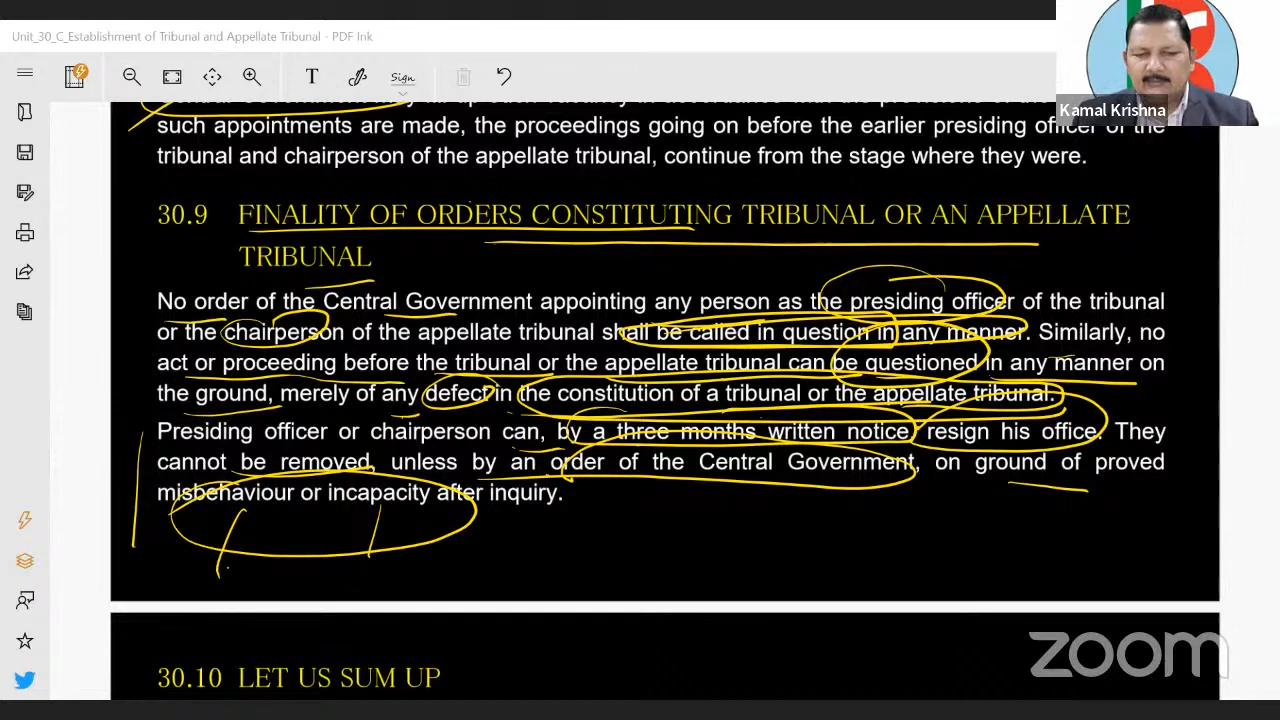 Unit_30_C_Establishment of Tribunal and Appellate Tribunal - PDF Ink
T
Sign
Kamal Krishna
such appointments are made, the proceedings going on before the earlier presiding officer of the
tribunal and chairperson of the appellate tribunal, continue from the stage where they were.
30.9 FINALITY OF ORDERS CONSTITUTING TRIBUNAL OR AN APPELLATE
TRIBUNAL
No order of the Central Government appointing any person as the presiding officer of the tribunal
or the chairperson of the appellate tribunal shall be called in question in any manner. Similarly, no
act or proceeding before the tribunal or the appellate tribunal can be questioned in any manner on
the ground, merely of any defect in the constitution of a tribunal or the appellate tribunal.
Presiding officer or chairperson can, by a three months written notice resign his office. They
cannot be removed, unless by an order of the Central Government, on ground of proved
misbehaviour or incapacity after inquiry.
zoom
30.10 LET US SUM UP